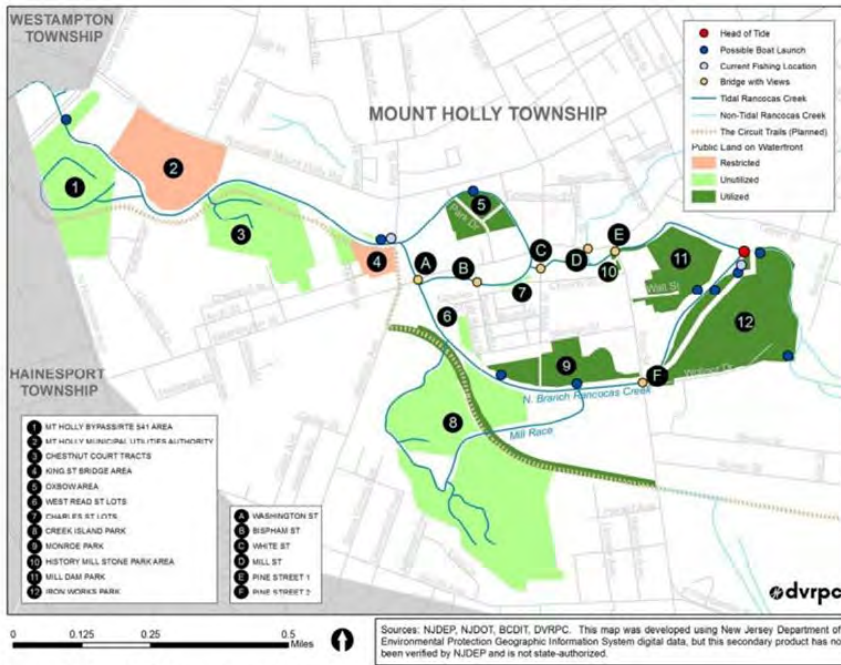 WESTAMPTON
TOWNSHIP
MOUNT HOLLY TOWNSHIP
HAINESPORT
TOWNSHIP
Head of Tide
Possible Boat Launch
Current Fishing Location
Bridge with Views
Tidal Rancocas Creek
Non-Tidal Rancocas Creek
The Circuit Trails (Planned)
Public Land on Waterfront
Restricted
Unutilized
Utilized
1
2
3
4
5
6
7
8
9
10
11
12
A
B
C
D
E
F
Park Dr
Wall St
N. Branch Rancocas Creek
Mill Race
1 MT HOLLY BYPASS/RTE 541 AREA
2 MT HOLLY MUNICIPAL UTILITIES AUTHORITY
3 CHESTNUT COURT TRACTS
4 KING ST BRIDGE AREA
5 OXBOW AREA
6 WEST READ ST LOTS
7 CHARLES ST LOTS
8 CREEK ISLAND PARK
9 MONROE PARK
10 HISTORY MILL STONE PARK AREA
11 MILL DAM PARK
12 IRON WORKS PARK
A WASHINGTON ST
B BISPHAM ST
C WHITE ST
D MILL ST
E PINE STREET 1
F PINE STREET 2
dvrpc
0 0.125 0.25 0.5
Miles
Sources: NJDEP, NJDOT, BCDIT, DVRPC. This map was developed using New Jersey Department of
Environmental Protection Geographic Information System digital data, but this secondary product has no
been verified by NJDEP and is not state-authorized.